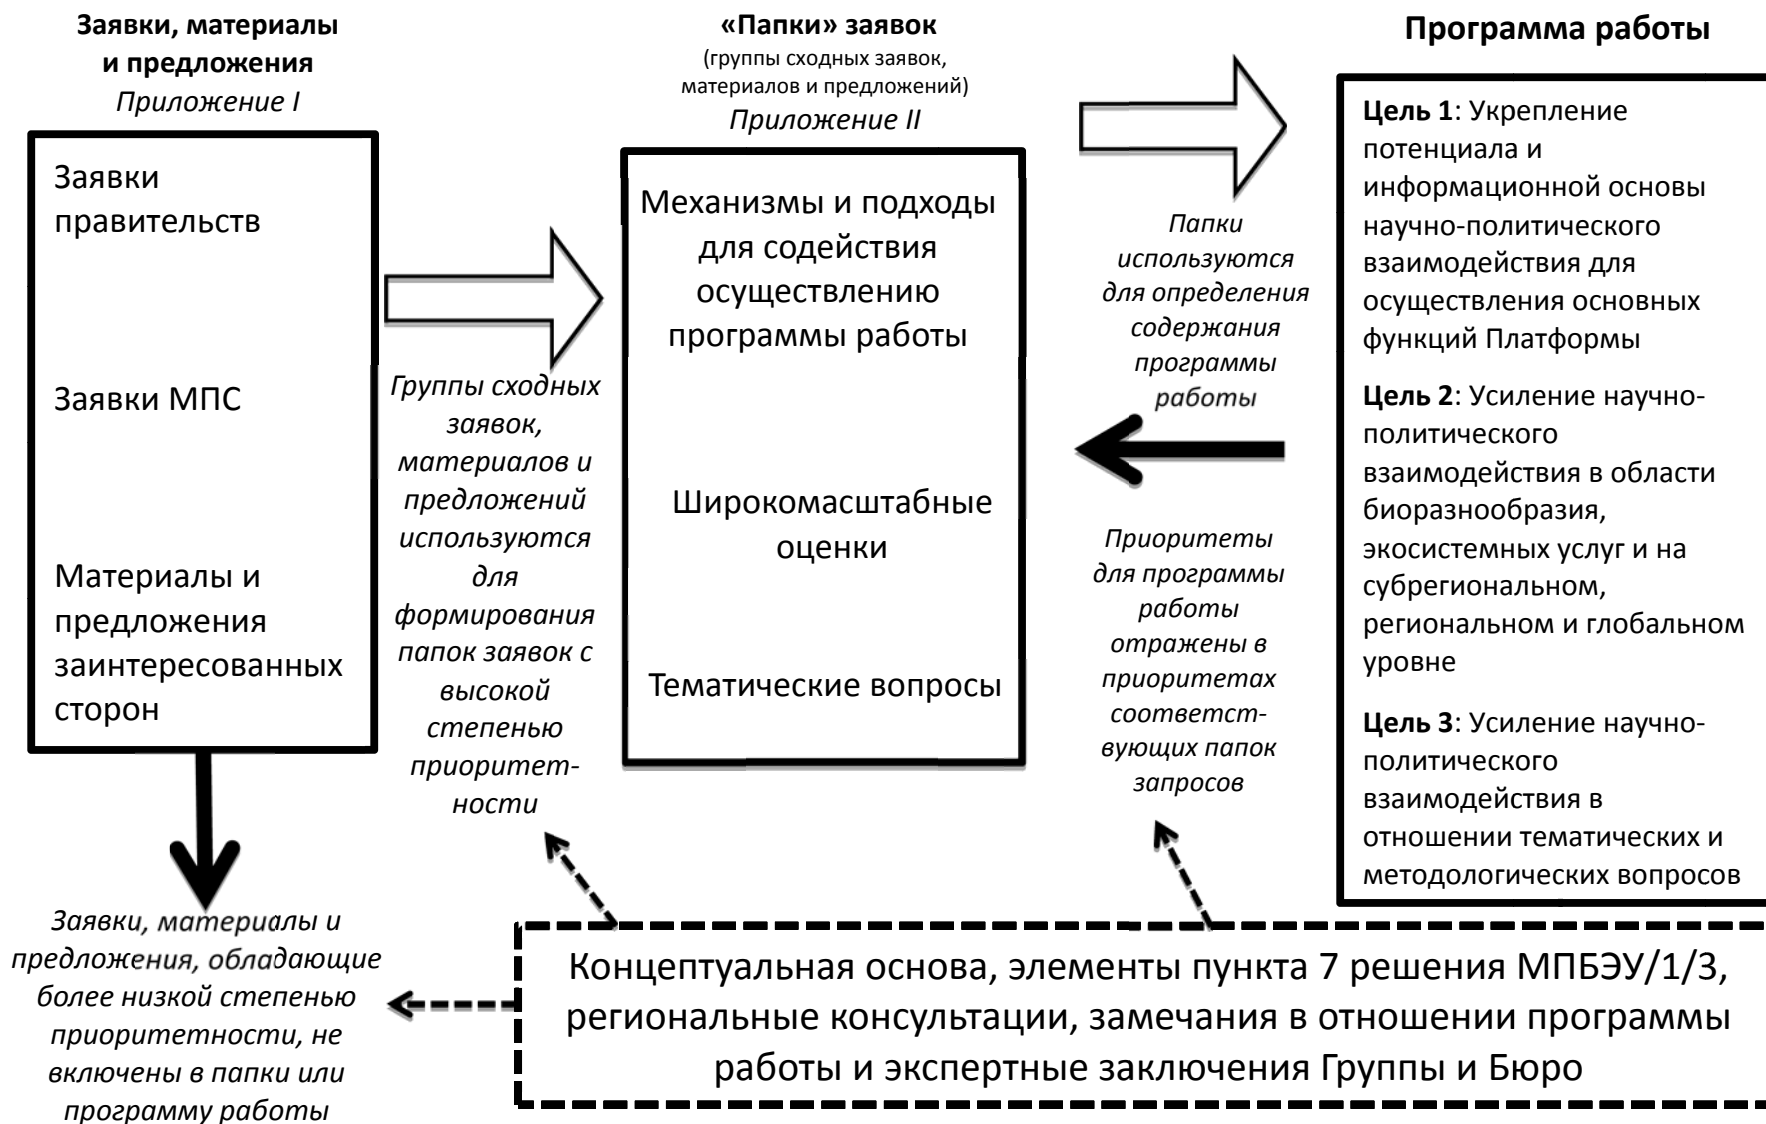 Заявки, материалы
и предложения
Приложение I
Заявки
правительств
Заявки МПС
Материалы и
предложения
заинтересованных
сторон
Заявки, материалы и
предложения, обладающие
более низкой степенью
приоритетности, не
включены в папки или
программу работы
Группы сходных
заявок,
материалов и
предложений
используются
для
формирования
папок заявок с
высокой
степенью
приоритет-
ности
«Папки» заявок
(группы сходных заявок,
материалов и предложений)
Приложение II
Механизмы и подходы
для содействия
осуществлению
программы работы
Широкомасштабные
оценки
Тематические вопросы
Папки
используются
для определения
содержания
программы
работы
Приоритеты
для программы
работы
отражены в
приоритетах
соответст-
вующих папок
запросов
Программа работы
Цель 1: Укрепление
потенциала и
информационной основы
научно-политического
взаимодействия для
осуществления основных
функций Платформы
Цель 2: Усиление научно-
политического
взаимодействия в области
биоразнообразия,
экосистемных услуг и на
субрегиональном,
региональном и глобальном
уровне
Цель 3: Усиление научно-
политического
взаимодействия в
отношении тематических и
методологических вопросов
Концептуальная основа, элементы пункта 7 решения МПБЭУ/1/3,
региональные консультации, замечания в отношении программы
работы и экспертные заключения Группы и Бюро